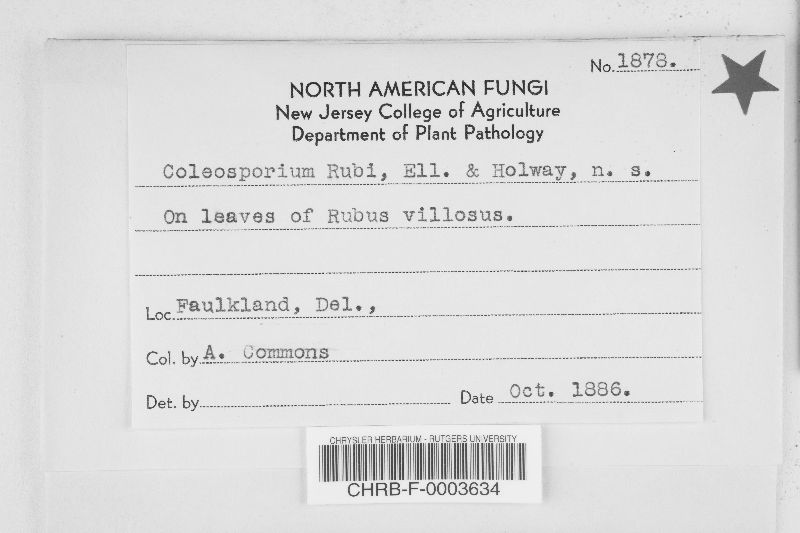 No. 1878.
NORTH AMERICAN FUNGI
New Jersey College of Agriculture
Department of Plant Pathology
Coleosporium Rubi, Ell. & Holway, n. s.
On leaves of Rubus villosus.
Loc Faulkland, Del.,
Col. by A. Commons
Det. by
Date Oct. 1886.
CHRYSLER HERBARIUM - RUTGERS UNIVERSITY
CHRB-F-0003634